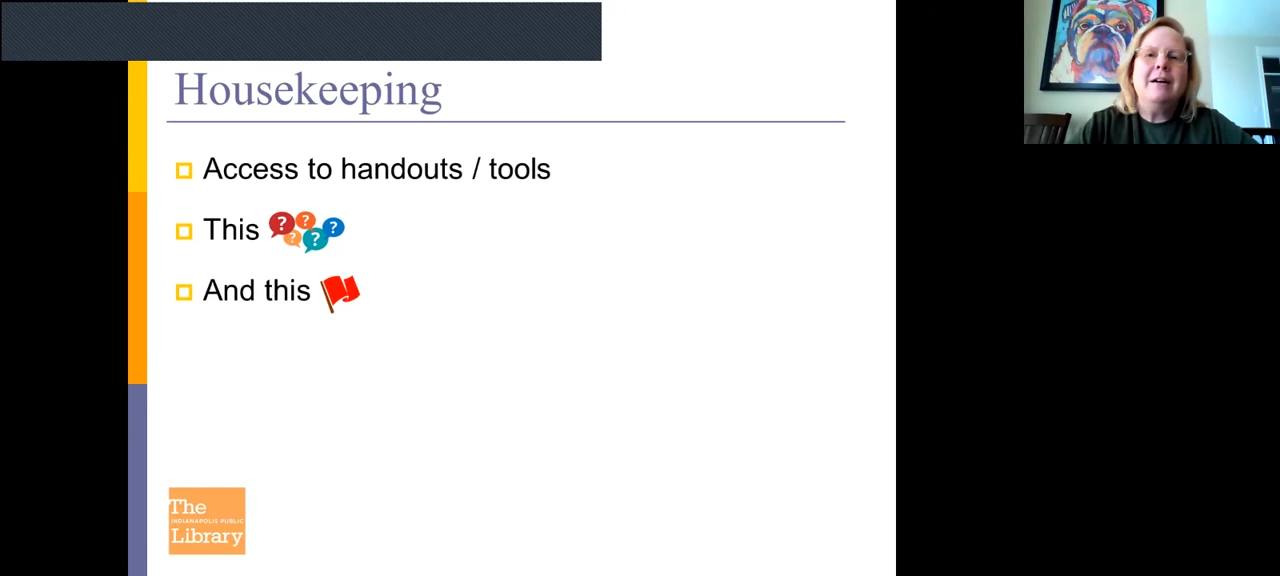 Housekeeping
Access to handouts / tools
This ? ? ? ? ?
And this
The
INDIANAPOLIS PUBLIC
Library